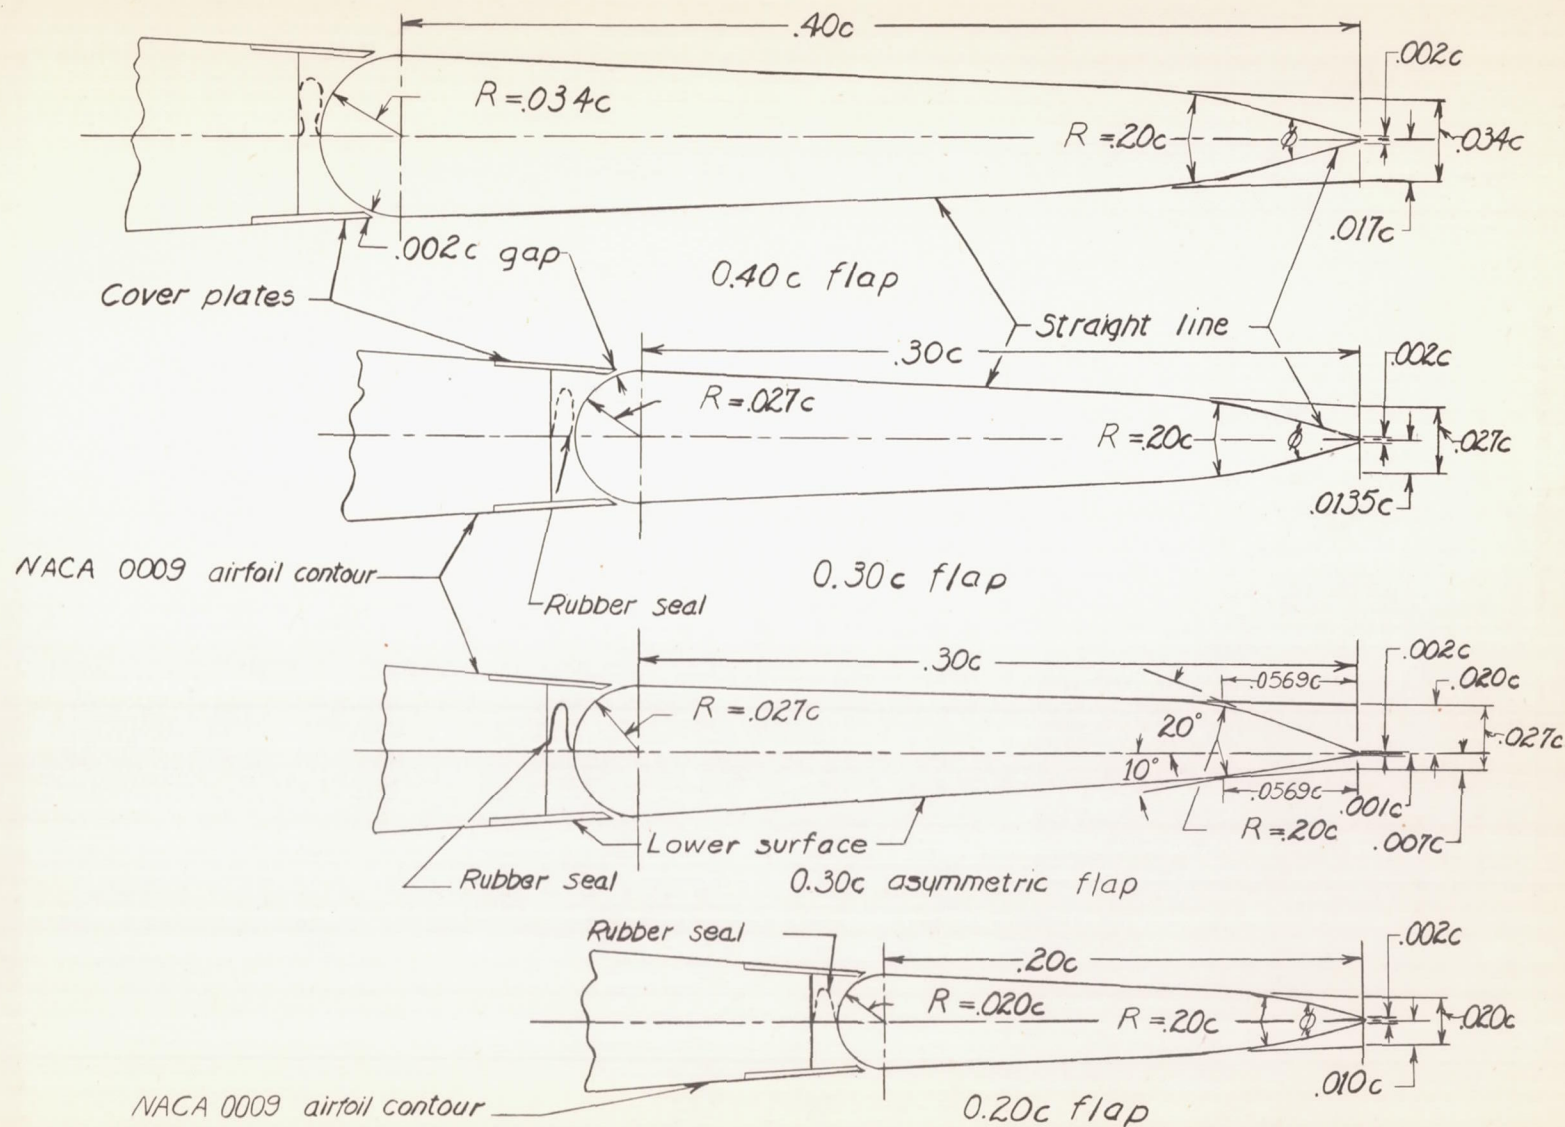 .40c
.002c
R=.034c
R=.20c
ϕ
.034c
.017c
.002c gap
0.40c flap
Cover plates
Straight line
.30c
.002c
R=.027c
R=.20c
ϕ
.027c
.0135c
NACA 0009 airfoil contour
0.30c flap
Rubber seal
.30c
.002c
.0569c
.020c
R=.027c
20°
.027c
10°
.0569c
.001c
R=.20c
.007c
Lower surface
Rubber seal
0.30c asymmetric flap
Rubber seal
.002c
.20c
R=.020c
R=.20c
ϕ
.020c
.010c
NACA 0009 airfoil contour
0.20c flap